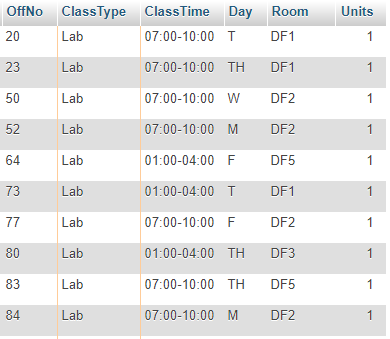 OffNo ClassType ClassTime Day Room Units
20 Lab 07:00-10:00 T DF1 1
23 Lab 07:00-10:00 TH DF1 1
50 Lab 07:00-10:00 W DF2 1
52 Lab 07:00-10:00 M DF2 1
64 Lab 01:00-04:00 F DF5 1
73 Lab 01:00-04:00 T DF1 1
77 Lab 07:00-10:00 F DF2 1
80 Lab 01:00-04:00 TH DF3 1
83 Lab 07:00-10:00 TH DF5 1
84 Lab 07:00-10:00 M DF2 1